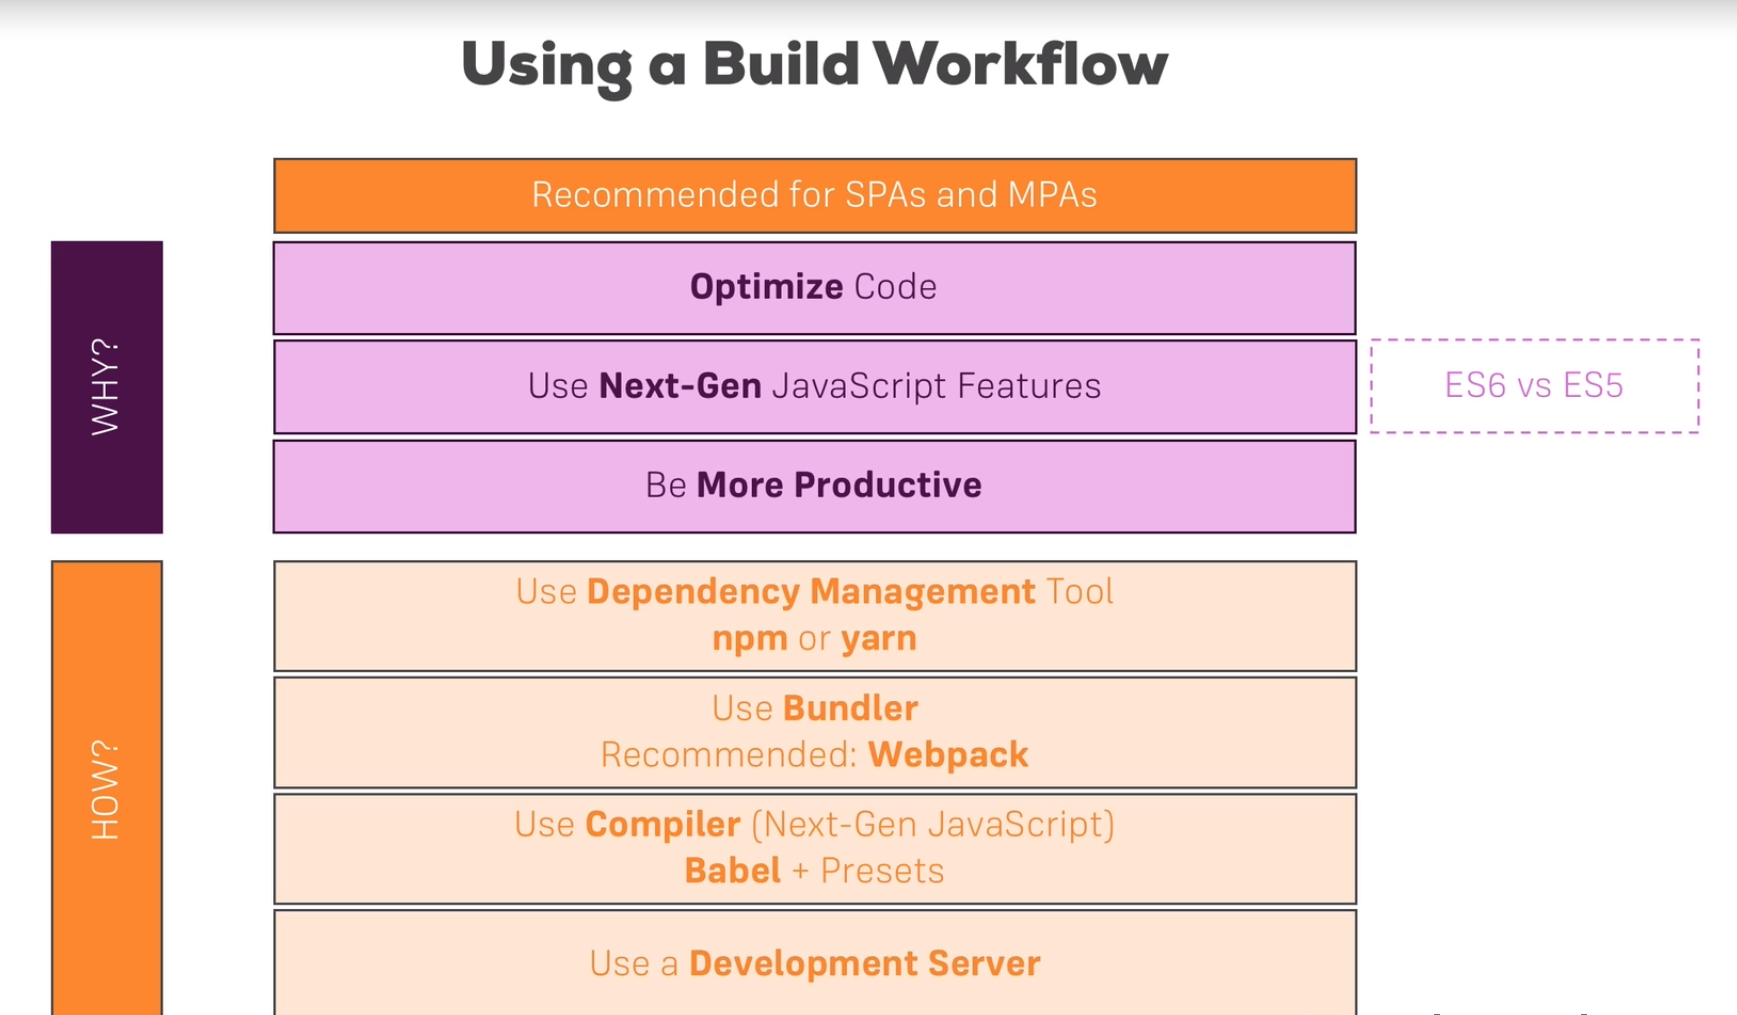 Using a Build Workflow
Recommended for SPAs and MPAs
WHY?
Optimize Code
Use Next-Gen JavaScript Features
ES6 vs ES5
Be More Productive
HOW?
Use Dependency Management Tool
npm or yarn
Use Bundler
Recommended: Webpack
Use Compiler (Next-Gen JavaScript)
Babel + Presets
Use a Development Server